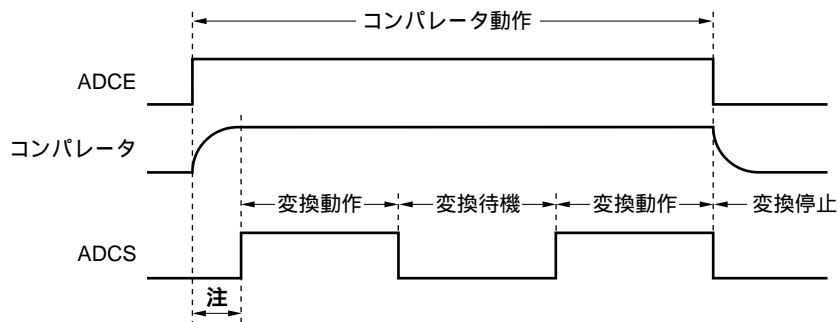 コンパレータ動作
ADCE
コンパレータ
変換動作 変換待機 変換動作 変換停止
ADCS
注